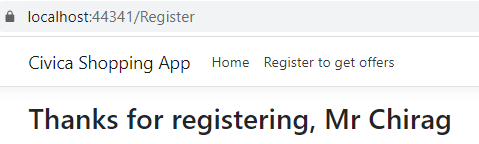 localhost:44341/Register
Civica Shopping App Home Register to get offers
Thanks for registering, Mr Chirag